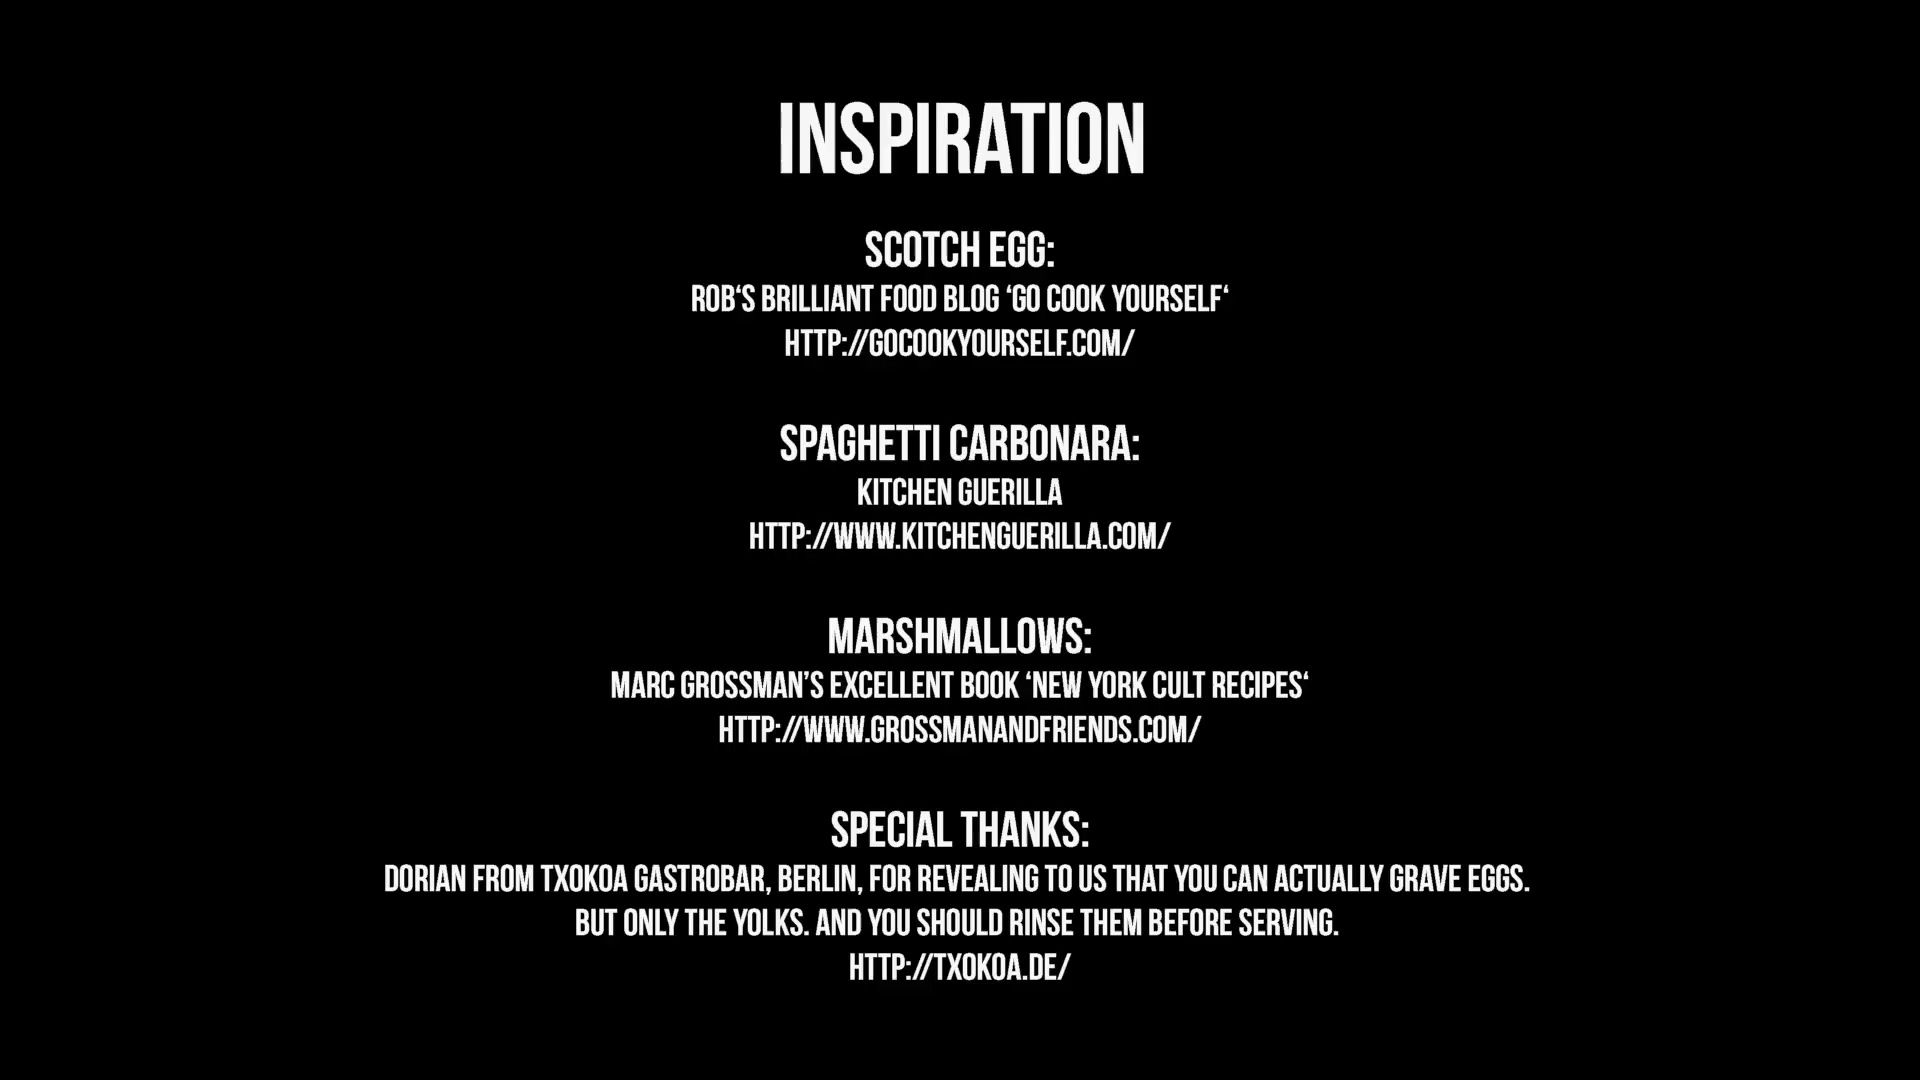 INSPIRATION
SCOTCH EGG:
ROB‘S BRILLIANT FOOD BLOG ‘GO COOK YOURSELF‘
HTTP://GOCOOKYOURSELF.COM/
SPAGHETTI CARBONARA:
KITCHEN GUERILLA
HTTP://WWW.KITCHENGUERILLA.COM/
MARSHMALLOWS:
MARC GROSSMAN’S EXCELLENT BOOK ‘NEW YORK CULT RECIPES‘
HTTP://WWW.GROSSMANANDFRIENDS.COM/
SPECIAL THANKS:
DORIAN FROM TXOKOA GASTROBAR, BERLIN, FOR REVEALING TO US THAT YOU CAN ACTUALLY GRAVE EGGS.
BUT ONLY THE YOLKS. AND YOU SHOULD RINSE THEM BEFORE SERVING.
HTTP://TXOKOA.DE/